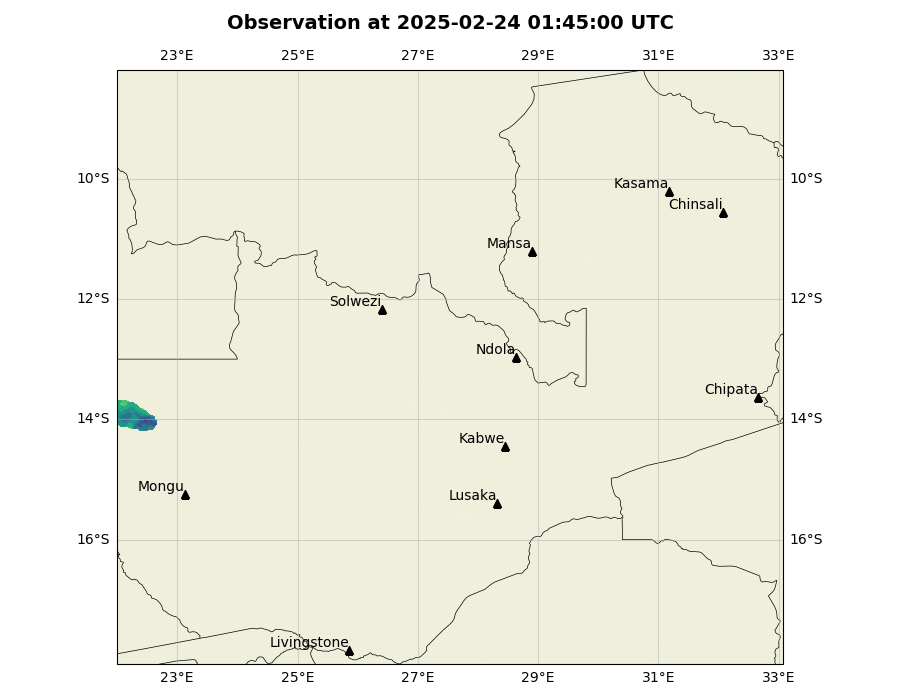 Observation at 2025-02-24 01:45:00 UTC
23°E 25°E 27°E 29°E 31°E 33°E
10°S 10°S
Kasama
Chinsali
Mansa
12°S 12°S
Solwezi
Ndola
Chipata
14°S 14°S
Kabwe
Mongu
Lusaka
16°S 16°S
Livingstone
23°E 25°E 27°E 29°E 31°E 33°E